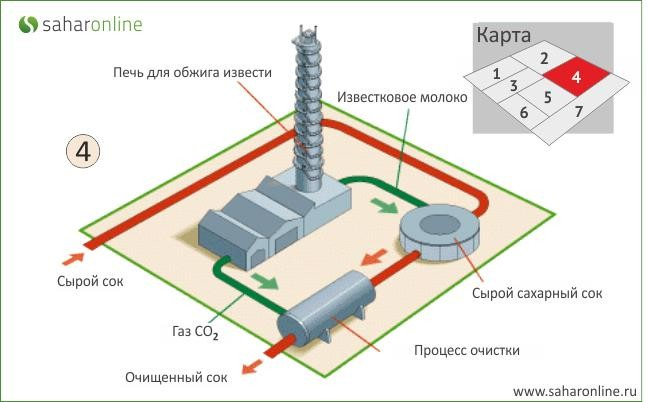 saharonline
Карта
1
2
3
4
5
6
7
Печь для обжига извести
Известковое молоко
4
Сырой сок
Сырой сахарный сок
Газ CO2
Процесс очистки
Очищенный сок
www.saharonline.ru